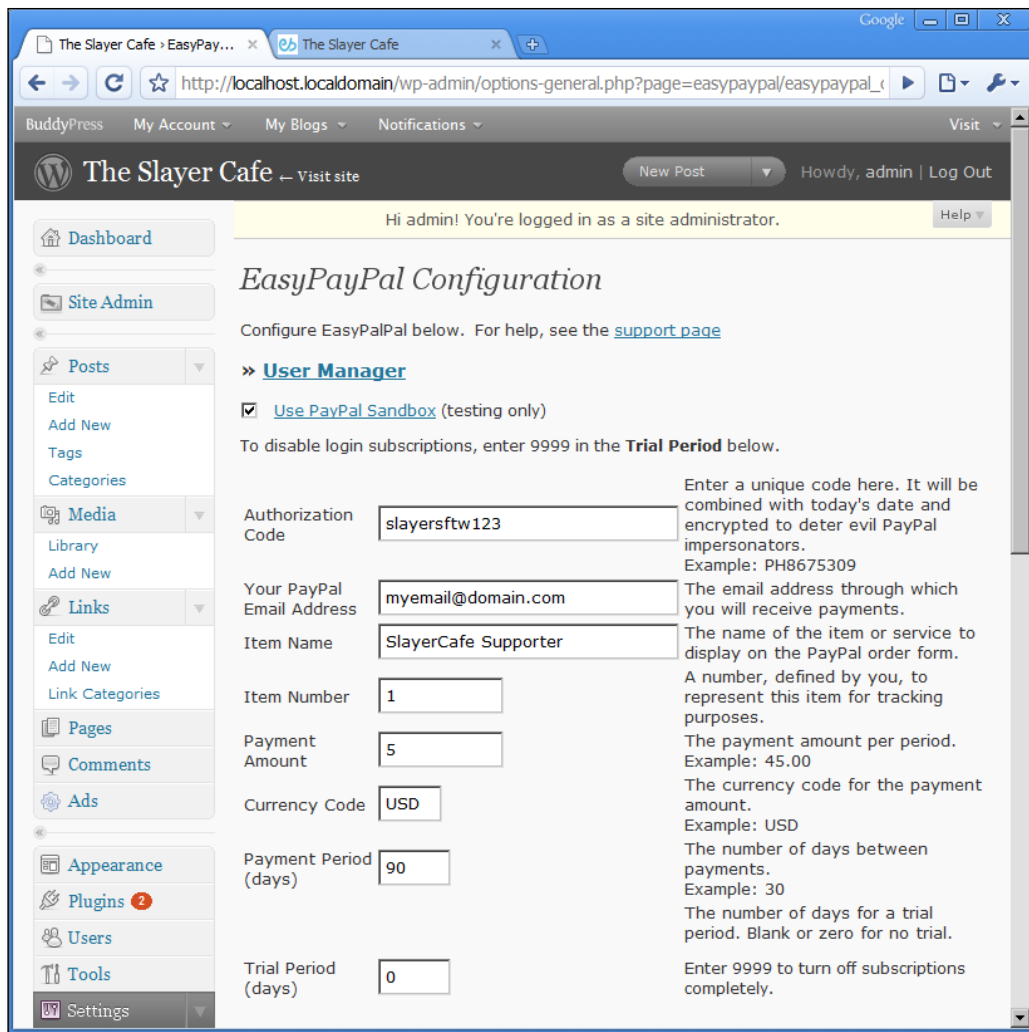 Google
The Slayer Cafe › EasyPay...
The Slayer Cafe
http://localhost.localdomain/wp-admin/options-general.php?page=easypaypal/easypaypal_
BuddyPress My Account My Blogs Notifications Visit
The Slayer Cafe ← Visit site New Post Howdy, admin | Log Out
Hi admin! You're logged in as a site administrator. Help
Dashboard
Site Admin
Posts
Edit
Add New
Tags
Categories
Media
Library
Add New
Links
Edit
Add New
Link Categories
Pages
Comments
Ads
Appearance
Plugins 2
Users
Tools
Settings
EasyPayPal Configuration
Configure EasyPalPal below. For help, see the support page
» User Manager
Use PayPal Sandbox (testing only)
To disable login subscriptions, enter 9999 in the Trial Period below.
Authorization
Code
slayersftw123
Enter a unique code here. It will be
combined with today's date and
encrypted to deter evil PayPal
impersonators.
Example: PH8675309
Your PayPal
Email Address
myemail@domain.com
The email address through which
you will receive payments.
Item Name
SlayerCafe Supporter
The name of the item or service to
display on the PayPal order form.
Item Number
1
A number, defined by you, to
represent this item for tracking
purposes.
Payment
Amount
5
The payment amount per period.
Example: 45.00
Currency Code
USD
The currency code for the payment
amount.
Example: USD
Payment Period
(days)
90
The number of days between
payments.
Example: 30
The number of days for a trial
period. Blank or zero for no trial.
Trial Period
(days)
0
Enter 9999 to turn off subscriptions
completely.